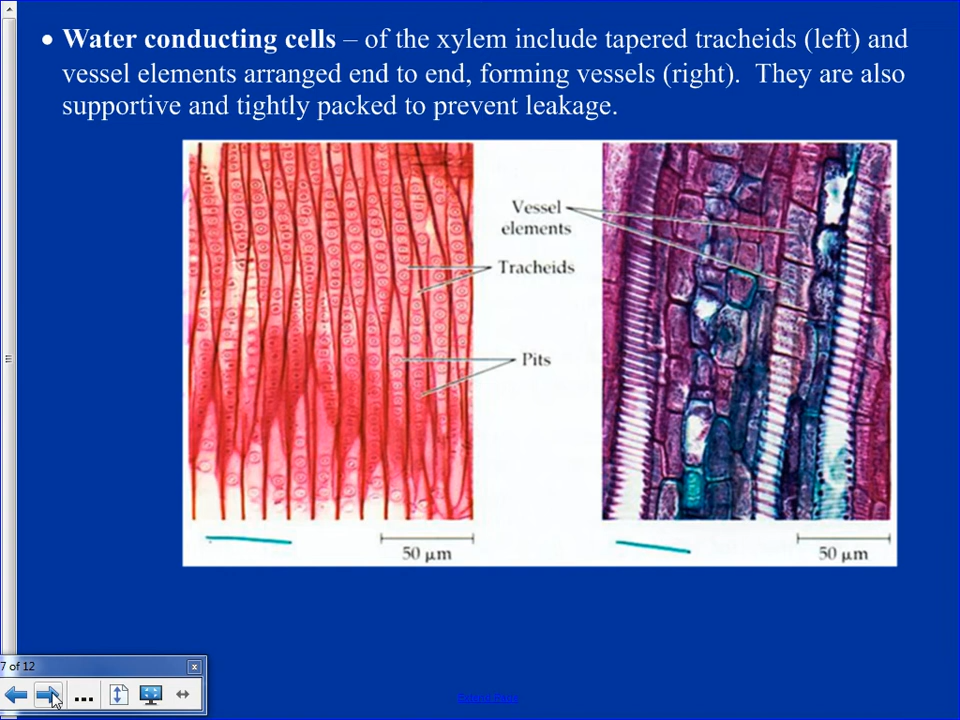 • Water conducting cells – of the xylem include tapered tracheids (left) and
vessel elements arranged end to end, forming vessels (right).  They are also
supportive and tightly packed to prevent leakage.
Vessel
elements
Tracheids
Pits
50 μm
50 μm
7 of 12